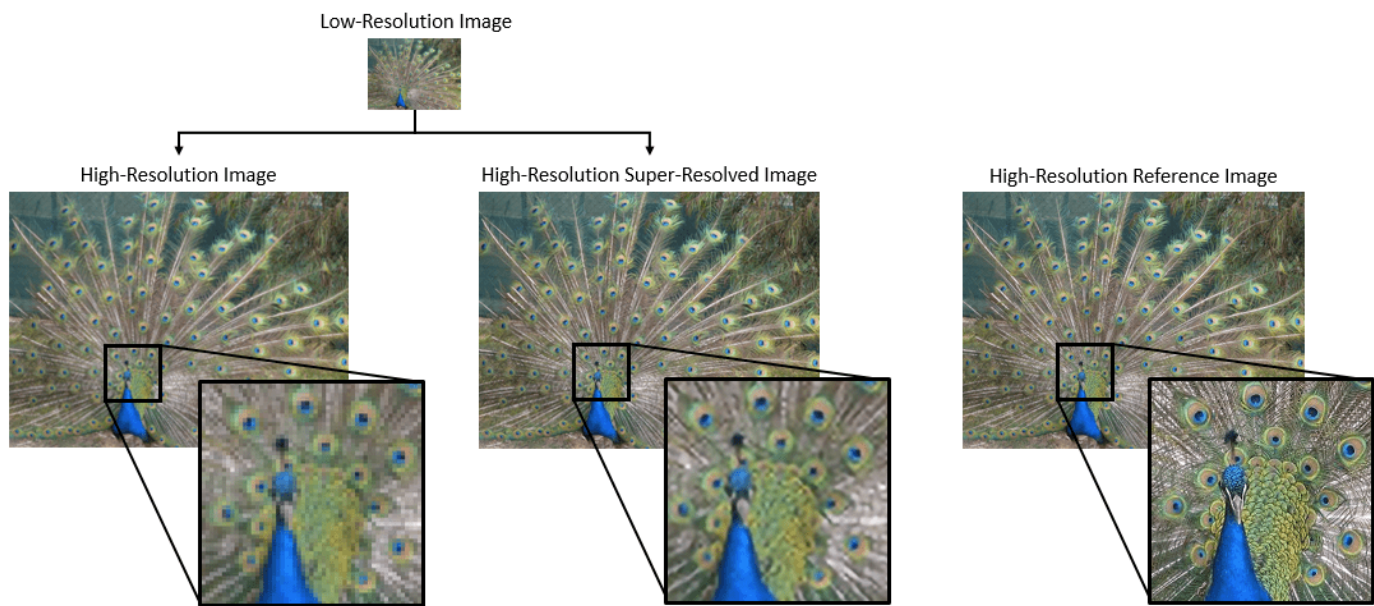 Low-Resolution Image
High-Resolution Image
High-Resolution Super-Resolved Image
High-Resolution Reference Image